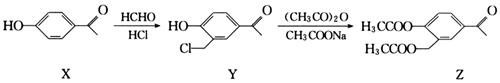 HO O HCHO HCl HO O Cl (CH₃CO)₂O CH₃COONa H₃CCOO O H₃CCOO
X Y Z